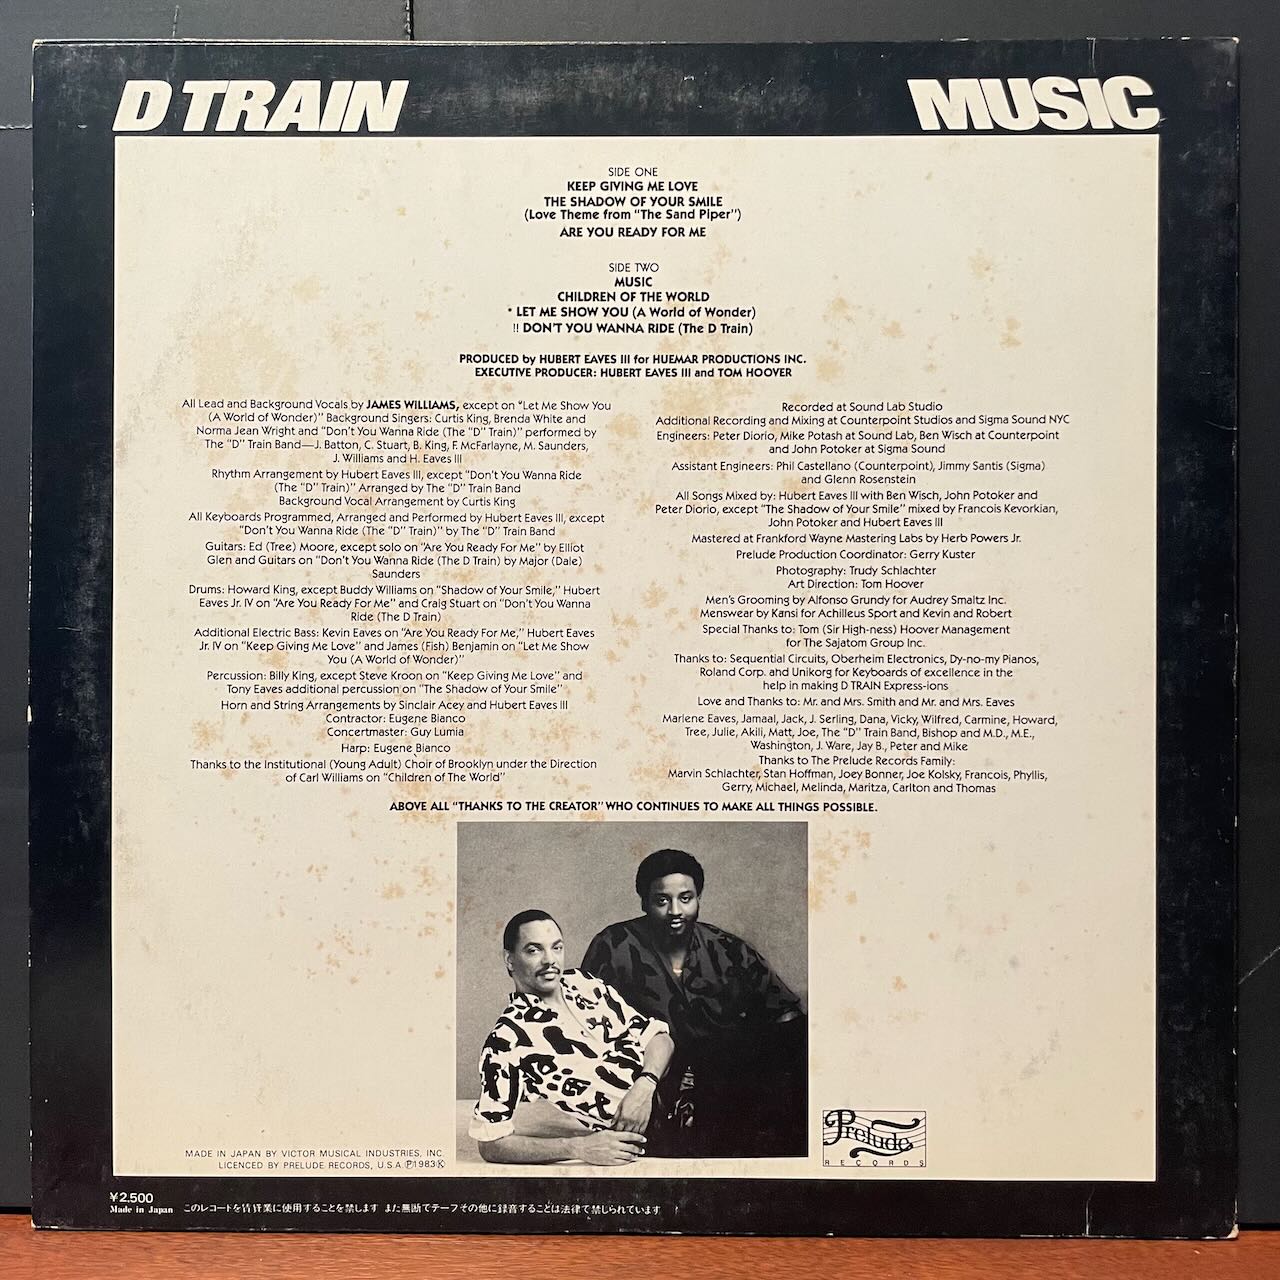 D TRAIN
MUSIC
SIDE ONE
KEEP GIVING ME LOVE
THE SHADOW OF YOUR SMILE
(Love Theme from "The Sand Piper")
ARE YOU READY FOR ME
SIDE TWO
MUSIC
CHILDREN OF THE WORLD
* LET ME SHOW YOU (A World of Wonder)
!! DON'T YOU WANNA RIDE (The D Train)
PRODUCED by HUBERT EAVES III for HUEMAR PRODUCTIONS INC.
EXECUTIVE PRODUCER: HUBERT EAVES III and TOM HOOVER
All Lead and Background Vocals by JAMES WILLIAMS, except on "Let Me Show You
(A World of Wonder)" Background Singers: Curtis King, Brenda White and
Norma Jean Wright and "Don't You Wanna Ride (The "D" Train)" performed by
The "D" Train Band—J. Batton, C. Stuart, B. King, F. McFarlayne, M. Saunders,
J. Williams and H. Eaves III
Rhythm Arrangement by Hubert Eaves III, except "Don't You Wanna Ride
(The "D" Train)" Arranged by The "D" Train Band
Background Vocal Arrangement by Curtis King
All Keyboards Programmed, Arranged and Performed by Hubert Eaves III, except
"Don't You Wanna Ride (The "D" Train)" by The "D" Train Band
Guitars: Ed (Tree) Moore, except solo on "Are You Ready For Me" by Elliot
Glen and Guitars on "Don't You Wanna Ride (The D Train) by Major (Dale)
Saunders
Drums: Howard King, except Buddy Williams on "Shadow of Your Smile," Hubert
Eaves Jr. IV on "Are You Ready For Me" and Craig Stuart on "Don't You Wanna
Ride (The D Train)
Additional Electric Bass: Kevin Eaves on "Are You Ready For Me," Hubert Eaves
Jr. IV on "Keep Giving Me Love" and James (Fish) Benjamin on "Let Me Show
You (A World of Wonder)"
Percussion: Billy King, except Steve Kroon on "Keep Giving Me Love" and
Tony Eaves additional percussion on "The Shadow of Your Smile"
Horn and String Arrangements by Sinclair Acey and Hubert Eaves III
Contractor: Eugene Bianco
Concertmaster: Guy Lumia
Harp: Eugene Bianco
Thanks to the Institutional (Young Adult) Choir of Brooklyn under the Direction
of Carl Williams on "Children of The World"
Recorded at Sound Lab Studio
Additional Recording and Mixing at Counterpoint Studios and Sigma Sound NYC
Engineers: Peter Diorio, Mike Potash at Sound Lab, Ben Wisch at Counterpoint
and John Potoker at Sigma Sound
Assistant Engineers: Phil Castellano (Counterpoint), Jimmy Santis (Sigma)
and Glenn Rosenstein
All Songs Mixed by: Hubert Eaves III with Ben Wisch, John Potoker and
Peter Diorio, except "The Shadow of Your Smile" mixed by Francois Kevorkian,
John Potoker and Hubert Eaves III
Mastered at Frankford Wayne Mastering Labs by Herb Powers Jr.
Prelude Production Coordinator: Gerry Kuster
Photography: Trudy Schlachter
Art Direction: Tom Hoover
Men's Grooming by Alfonso Grundy for Audrey Smaltz Inc.
Menswear by Kansi for Achilleus Sport and Kevin and Robert
Special Thanks to: Tom (Sir High-ness) Hoover Management
for The Sajatom Group Inc.
Thanks to: Sequential Circuits, Oberheim Electronics, Dy-no-my Pianos,
Roland Corp. and Unikorg for Keyboards of excellence in the
help in making D TRAIN Express-ions
Love and Thanks to: Mr. and Mrs. Smith and Mr. and Mrs. Eaves
Marlene Eaves, Jamaal, Jack, J. Serling, Dana, Vicky, Wilfred, Carmine, Howard,
Tree, Julie, Akili, Matt, Joe, The "D" Train Band, Bishop and M.D., M.E.,
Washington, J. Ware, Jay B., Peter and Mike
Thanks to The Prelude Records Family:
Marvin Schlachter, Stan Hoffman, Joey Bonner, Joe Kolsky, Francois, Phyllis,
Gerry, Michael, Melinda, Maritza, Carlton and Thomas
ABOVE ALL "THANKS TO THE CREATOR" WHO CONTINUES TO MAKE ALL THINGS POSSIBLE.
Prelude
RECORDS
MADE IN JAPAN BY VICTOR MUSICAL INDUSTRIES, INC.
LICENCED BY PRELUDE RECORDS, U.S.A. Ⓟ1983Ⓚ
¥2,500
Made in Japan このレコードを賃貸業に使用することを禁します また無断でテープその他に録音することは法律で禁じられています